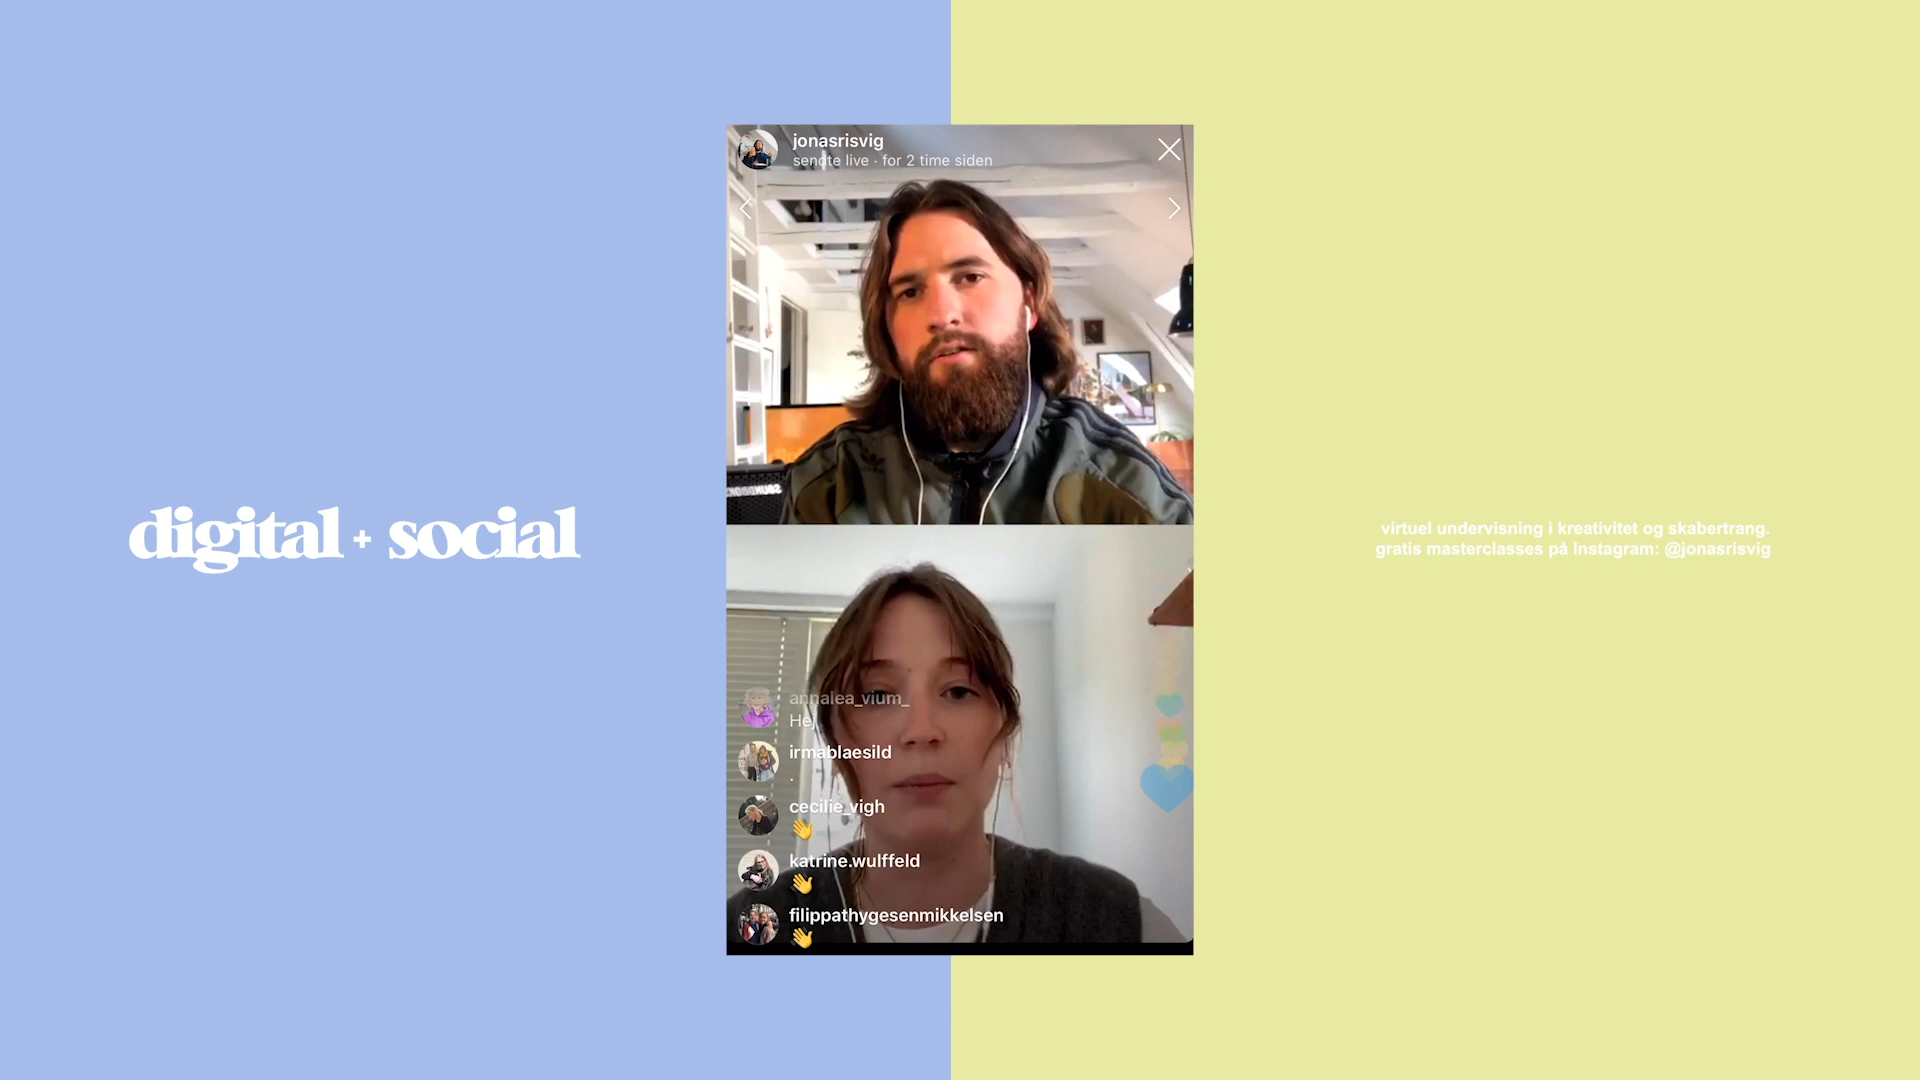 digital + social
jonasrisvig
sendte live · for 2 time siden
annalea_vium_
Hej
irmablaesild
.
cecilie_vigh
👋
katrine.wulffeld
👋
filippathygesenmikkelsen
👋
virtuel undervisning i kreativitet og skabertrang.
gratis masterclasses på Instagram: @jonasrisvig